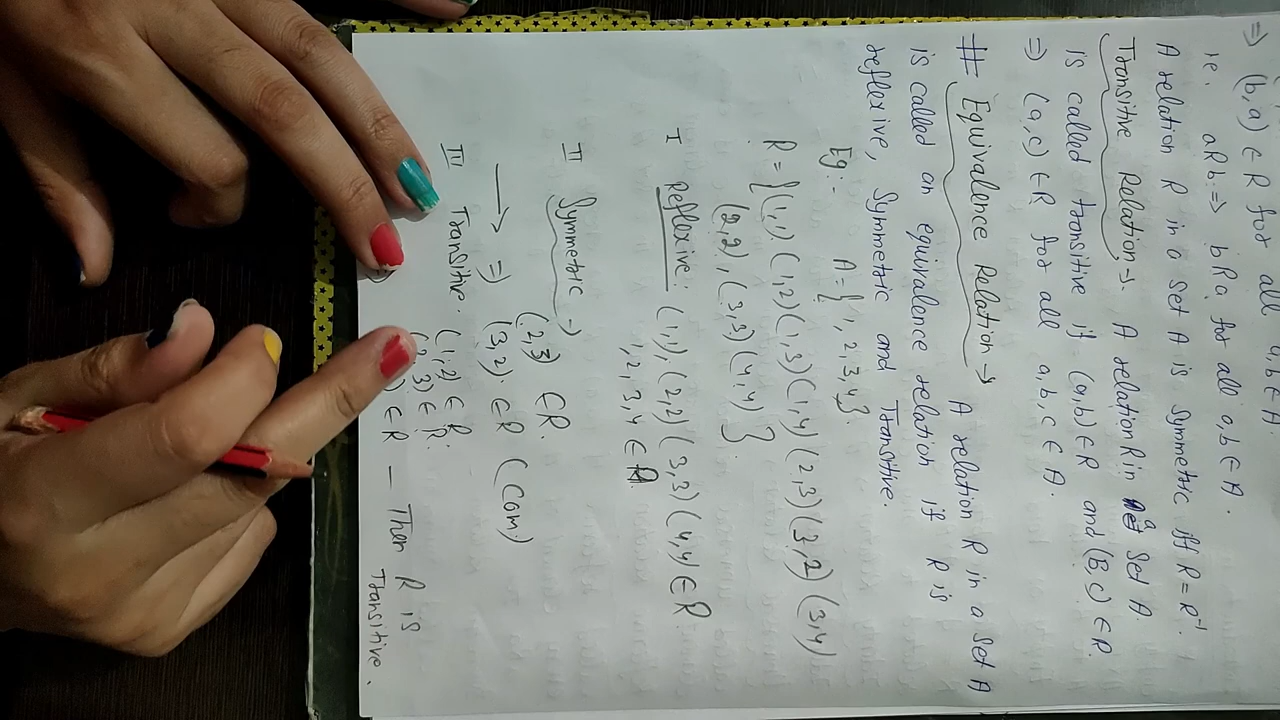 ⇒ (b,a) ∈ R for all a,b ∈ A.
ie. aRb ⇒ bRa for all a,b ∈ A.
A relation R in a set A is symmetric iff R = R⁻¹.
Transitive Relation → A relation R in a set A
is called transitive if (a,b) ∈ R and (B,c) ∈ R
⇒ (a,c) ∈ R for all a,b,c ∈ A.
# Equivalence Relation → A relation R in a set A
is called an equivalence relation if R is
reflexive, Symmetric and Transitive.
Eg:- A = {1,2,3,4}.
R = {(1,1) (1,2) (1,3) (1,4) (2,3) (3,2) (3,4)
(2,2), (3,3) (4,4)}.
I Reflexive: (1,1), (2,2) (3,3) (4,4) ∈ R
1,2,3,4 ∈ A.
II Symmetric → (2,3) ∈ R.
→ ⇒ (3,2). ∈ R (Com.)
III Transitive. (1,2) ∈ R.
(2,3) ∈ R.
) ∈ R — Then R is
Transitive.